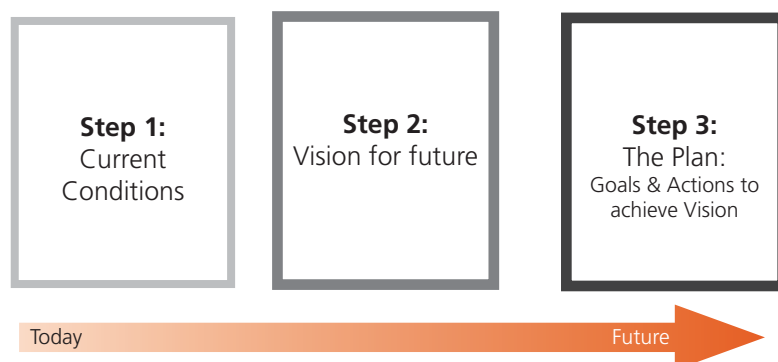 Step 1:
Current
Conditions
Step 2:
Vision for future
Step 3:
The Plan:
Goals & Actions to
achieve Vision
Today
Future